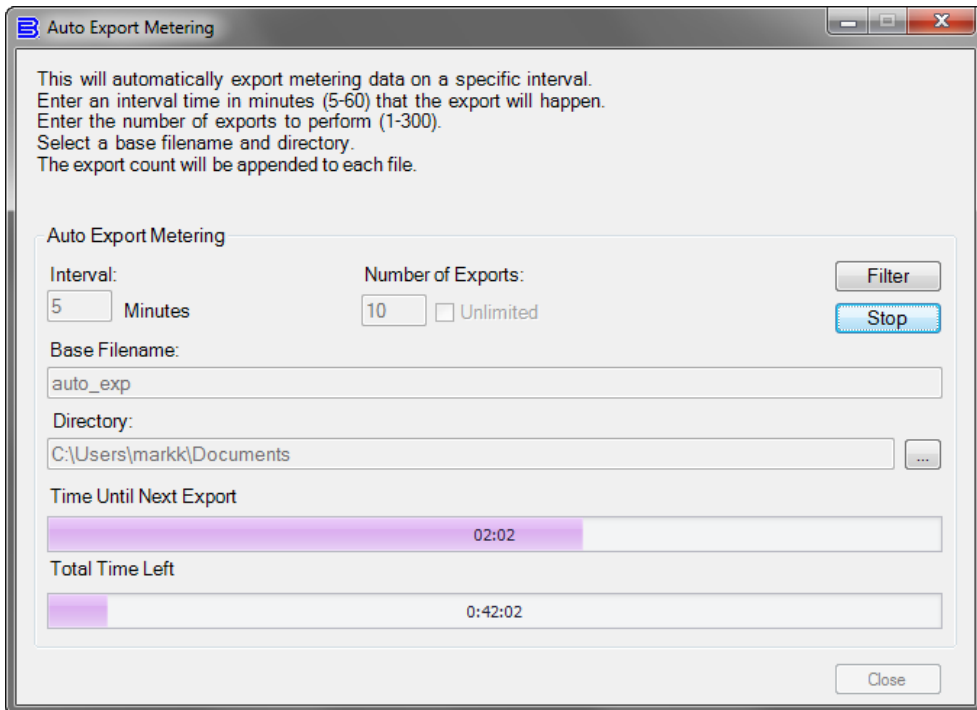 Auto Export Metering
This will automatically export metering data on a specific interval.
Enter an interval time in minutes (5-60) that the export will happen.
Enter the number of exports to perform (1-300).
Select a base filename and directory.
The export count will be appended to each file.
Auto Export Metering
Interval:
Number of Exports:
Filter
5 Minutes
10 Unlimited
Stop
Base Filename:
auto_exp
Directory:
C:\Users\markk\Documents
...
Time Until Next Export
02:02
Total Time Left
0:42:02
Close